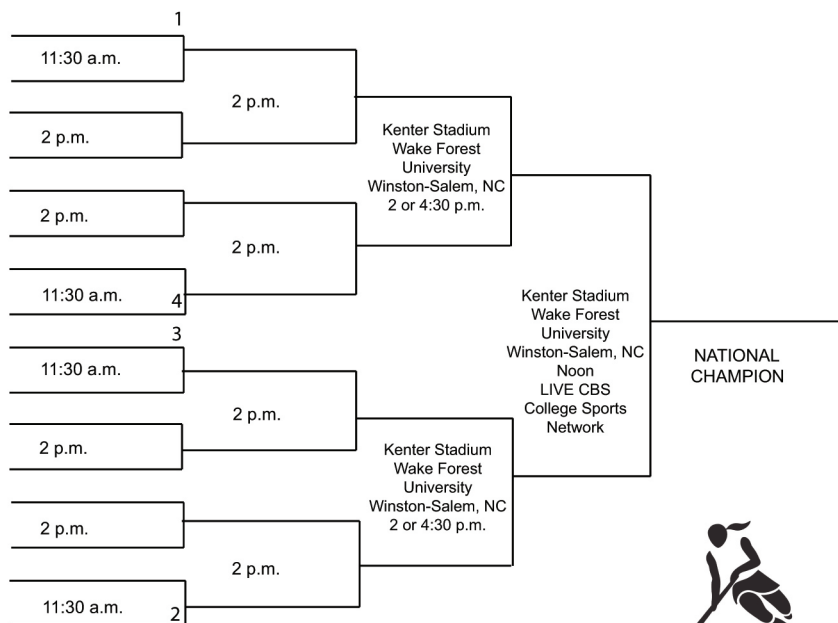 1
11:30 a.m.
2 p.m.
2 p.m.
2 p.m.
2 p.m.
11:30 a.m.
4
Kenter Stadium
Wake Forest
University
Winston-Salem, NC
2 or 4:30 p.m.
3
11:30 a.m.
2 p.m.
2 p.m.
2 p.m.
2 p.m.
11:30 a.m.
2
Kenter Stadium
Wake Forest
University
Winston-Salem, NC
2 or 4:30 p.m.
Kenter Stadium
Wake Forest
University
Winston-Salem, NC
Noon
LIVE CBS
College Sports
Network
NATIONAL
CHAMPION